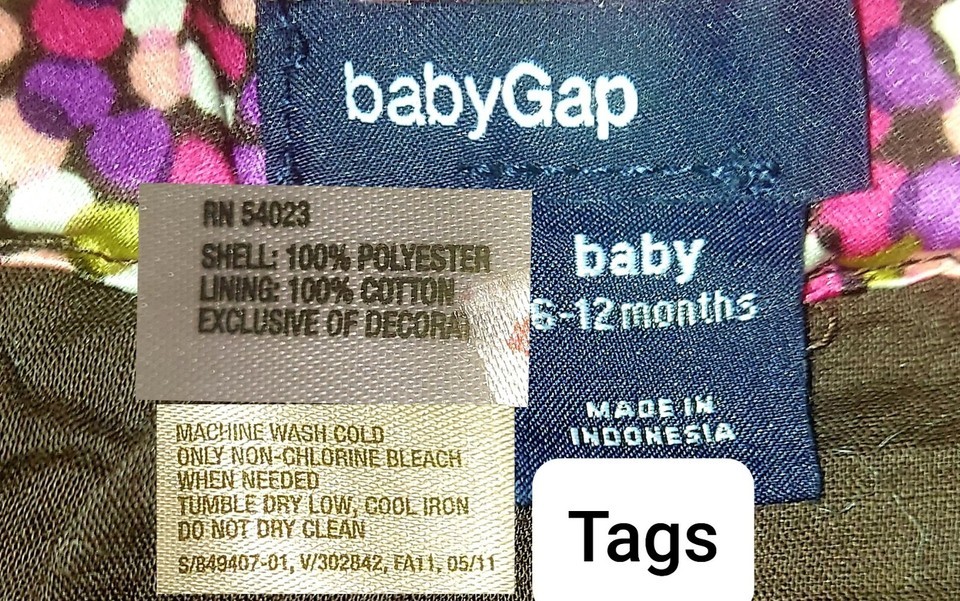 babyGap
RN 54023
SHELL: 100% POLYESTER
LINING: 100% COTTON
EXCLUSIVE OF
baby
6-12 months
MADE IN
INDONESIA
MACHINE WASH COLD
ONLY NON-CHLORINE BLEACH
WHEN NEEDED
TUMBLE DRY LOW, COOL IRON
DO NOT DRY CLEAN
S/849407-01, V/302842, FA11, 05/11
Tags